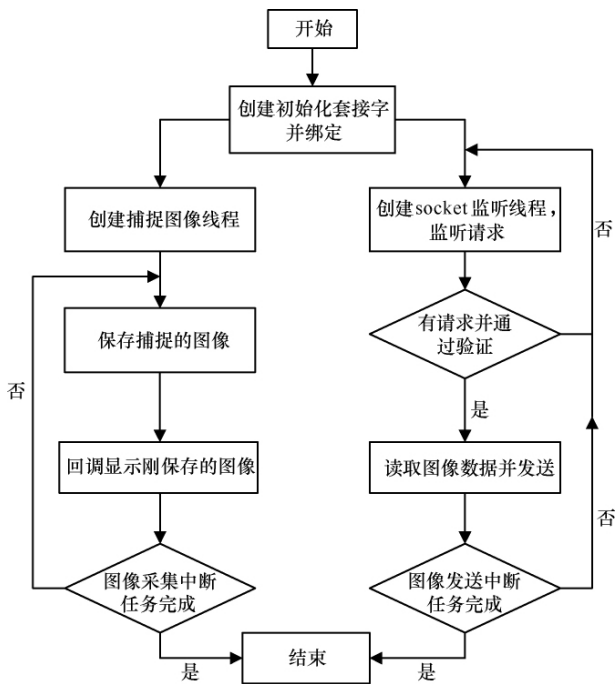 开始
创建初始化套接字
并绑定
创建捕捉图像线程
创建socket监听线程，
监听请求
否
保存捕捉的图像
有请求并通
过验证
否
是
回调显示刚保存的图像
读取图像数据并发送
否
图像采集中断
任务完成
图像发送中断
任务完成
是
结束
是